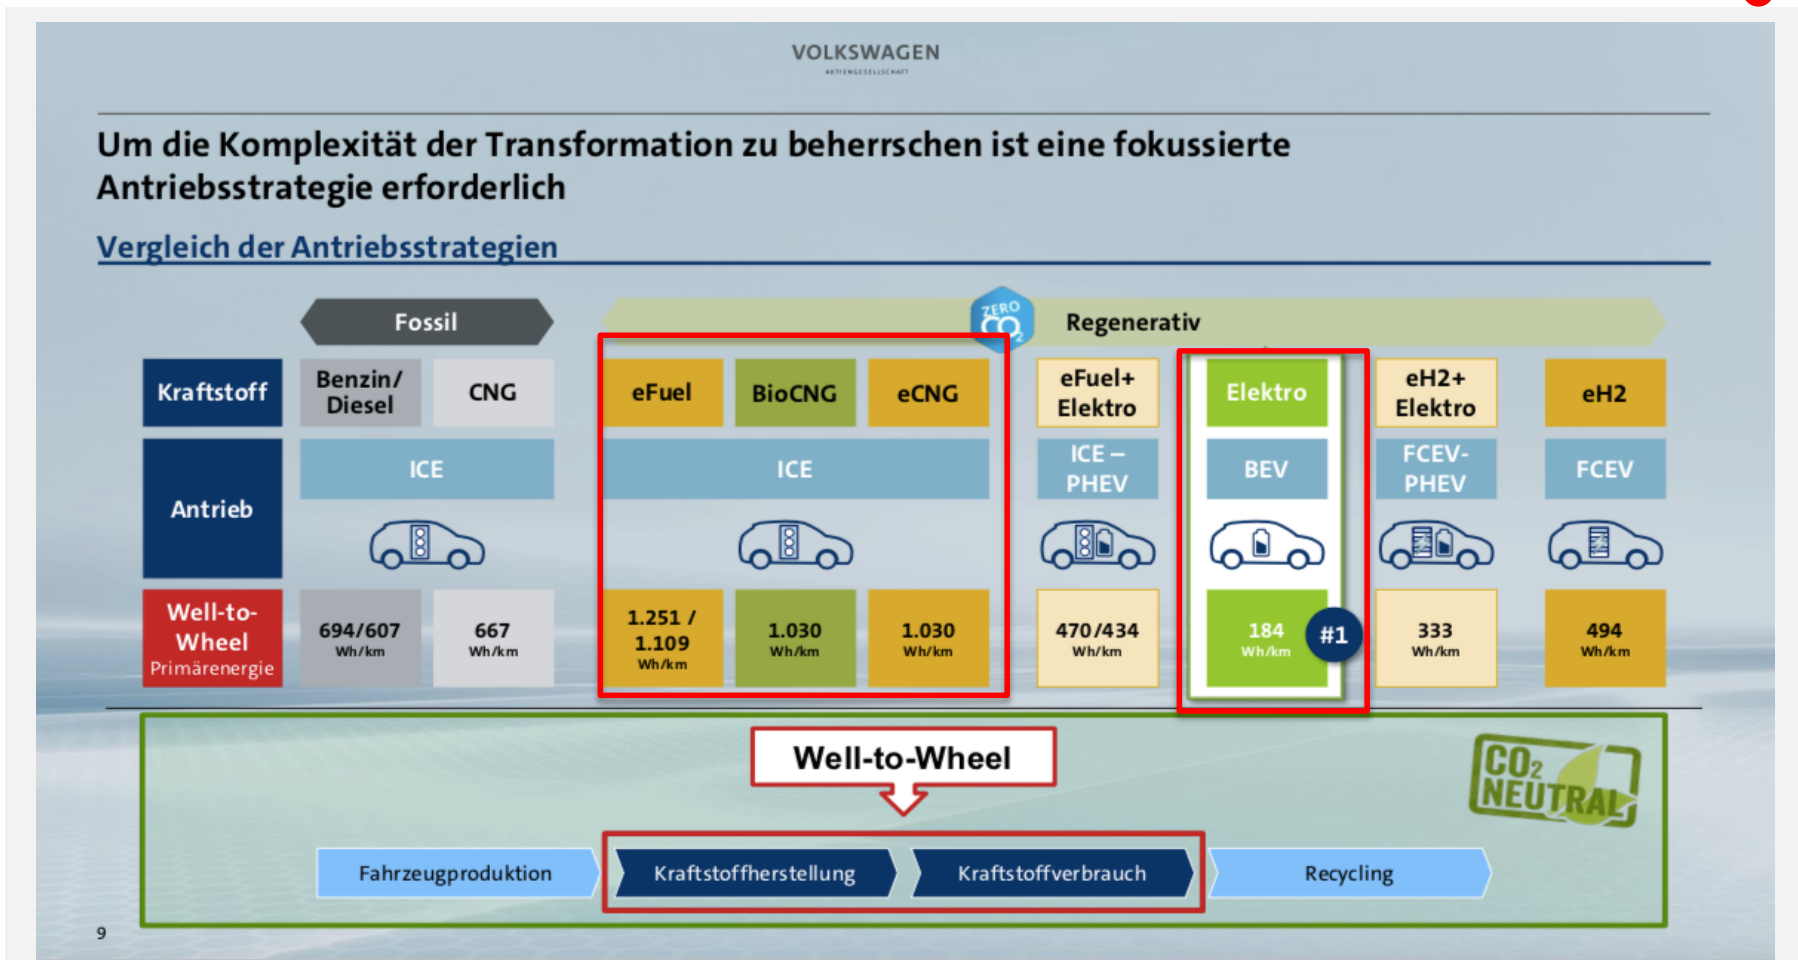 VOLKSWAGEN
AKTIENGESELLSCHAFT
Um die Komplexität der Transformation zu beherrschen ist eine fokussierte
Antriebsstrategie erforderlich
Vergleich der Antriebsstrategien
Fossil
ZERO
CO2
Regenerativ
Kraftstoff
Benzin/
Diesel
CNG
eFuel
BioCNG
eCNG
eFuel+
Elektro
Elektro
eH2+
Elektro
eH2
Antrieb
ICE
ICE
ICE –
PHEV
BEV
FCEV-
PHEV
FCEV
Well-to-
Wheel
Primärenergie
694/607
Wh/km
667
Wh/km
1.251 /
1.109
Wh/km
1.030
Wh/km
1.030
Wh/km
470/434
Wh/km
184
Wh/km
#1
333
Wh/km
494
Wh/km
Well-to-Wheel
CO2
NEUTRAL
Fahrzeugproduktion
Kraftstoffherstellung
Kraftstoffverbrauch
Recycling
9